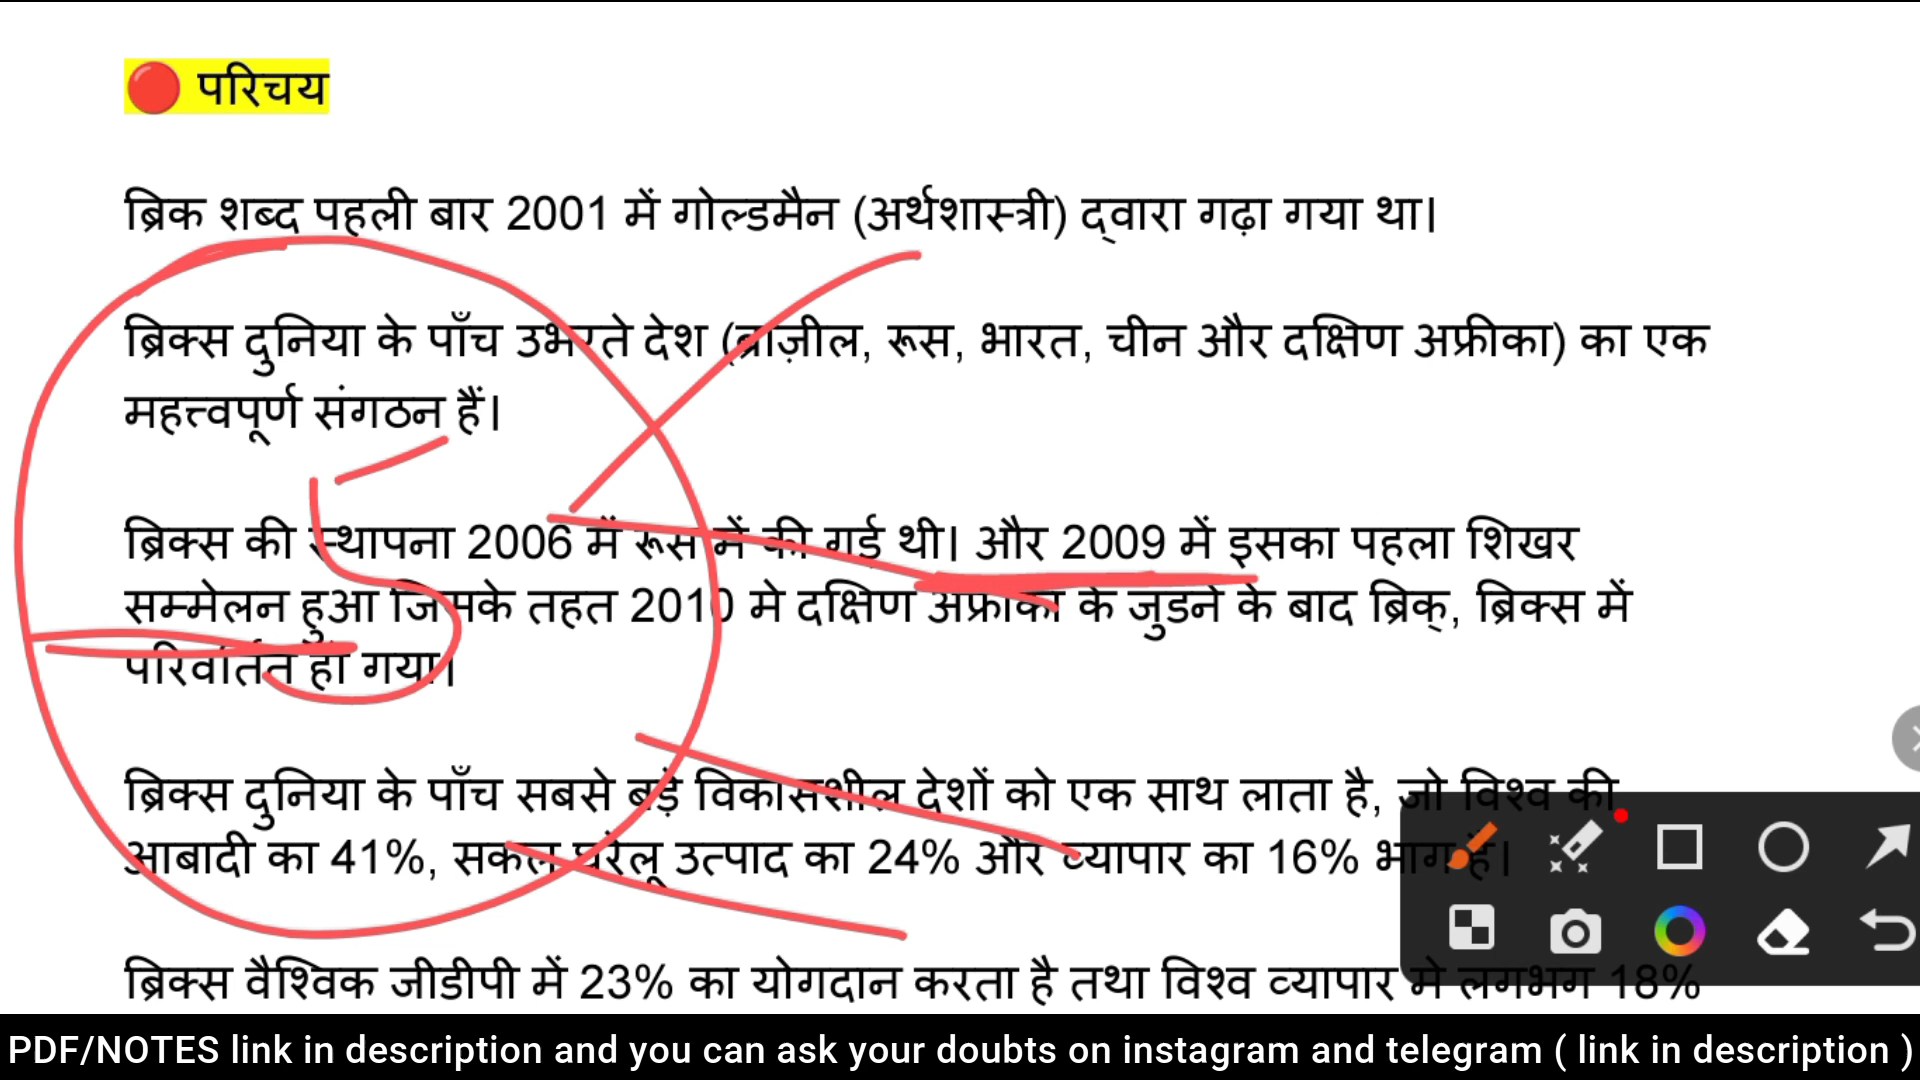 परिचय
ब्रिक शब्द पहली बार 2001 में गोल्डमैन (अर्थशास्त्री) द्वारा गढ़ा गया था।
ब्रिक्स दुनिया के पाँच उभरते देश (ब्राज़ील, रूस, भारत, चीन और दक्षिण अफ्रीका) का एक
महत्त्वपूर्ण संगठन हैं।
ब्रिक्स की स्थापना 2006 में रूस में की गई थी। और 2009 में इसका पहला शिखर
सम्मेलन हुआ जिसके तहत 2010 मे दक्षिण अफ्रीका के जुडने के बाद ब्रिक्, ब्रिक्स में
परिवर्तित हो गया।
ब्रिक्स दुनिया के पाँच सबसे बड़े विकासशील देशों को एक साथ लाता है, जो विश्व की
आबादी का 41%, सकल घरेलू उत्पाद का 24% और व्यापार का 16% भाग है।
ब्रिक्स वैश्विक जीडीपी में 23% का योगदान करता है तथा विश्व व्यापार मे लगभग 18%
5
PDF/NOTES link in description and you can ask your doubts on instagram and telegram ( link in description )